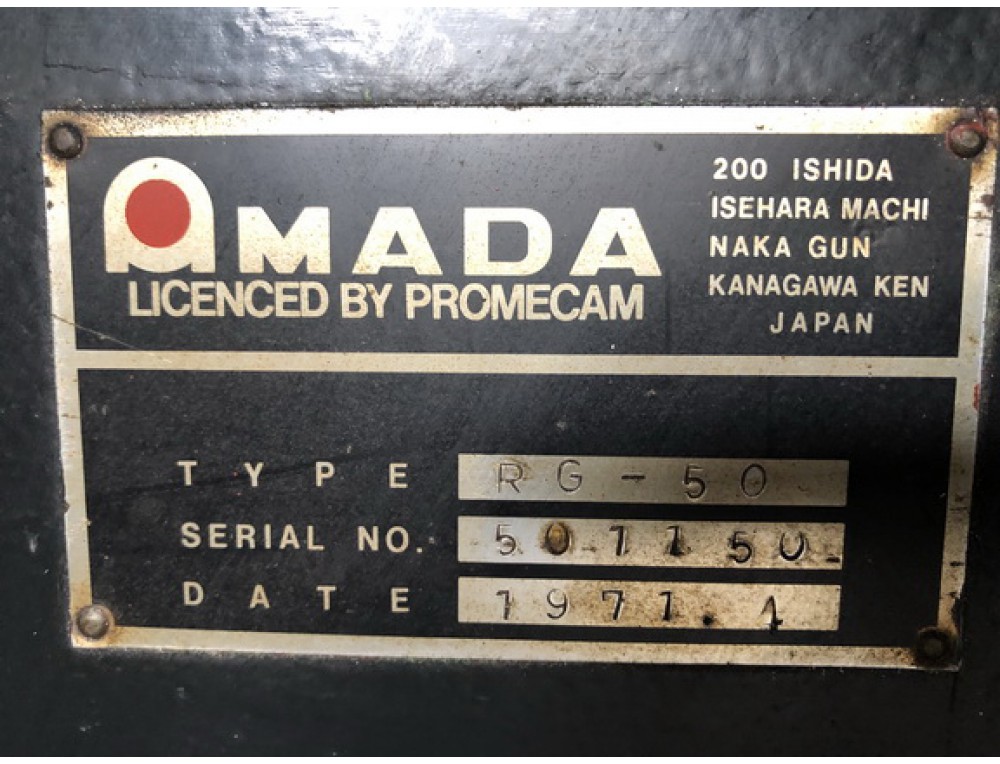 AMADA
LICENCED BY PROMECAM
200 ISHIDA
ISEHARA MACHI
NAKA GUN
KANAGAWA KEN
JAPAN
TYPE RG-50
SERIAL NO. 501150
DATE 1971.1